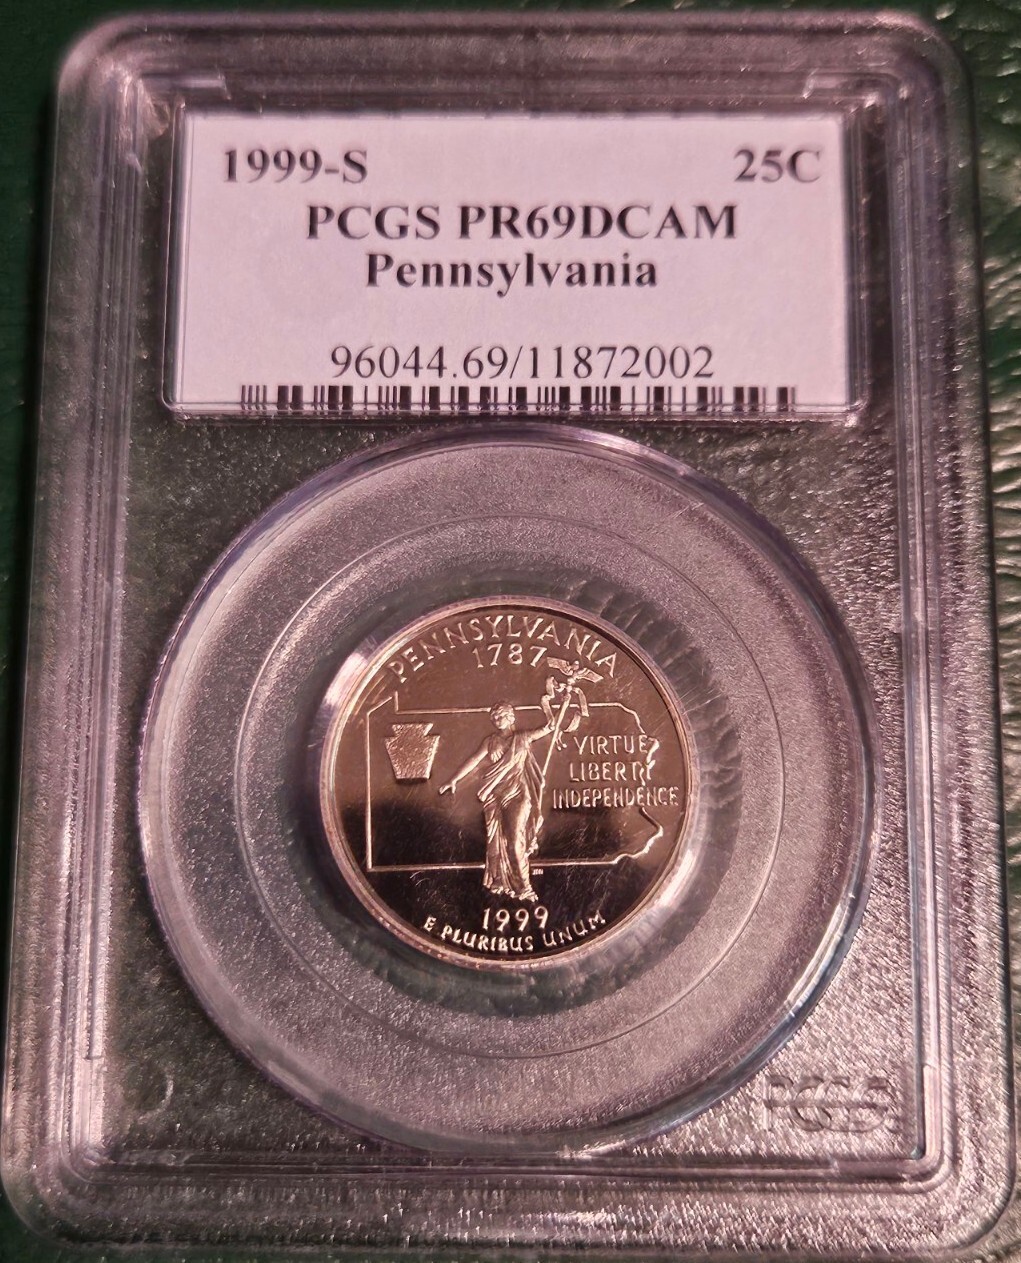 1999-S 25C
PCGS PR69DCAM
Pennsylvania
96044.69/11872002
PENNSYLVANIA
1787
VIRTUE
LIBERTY
INDEPENDENCE
1999
E PLURIBUS UNUM
PCGS